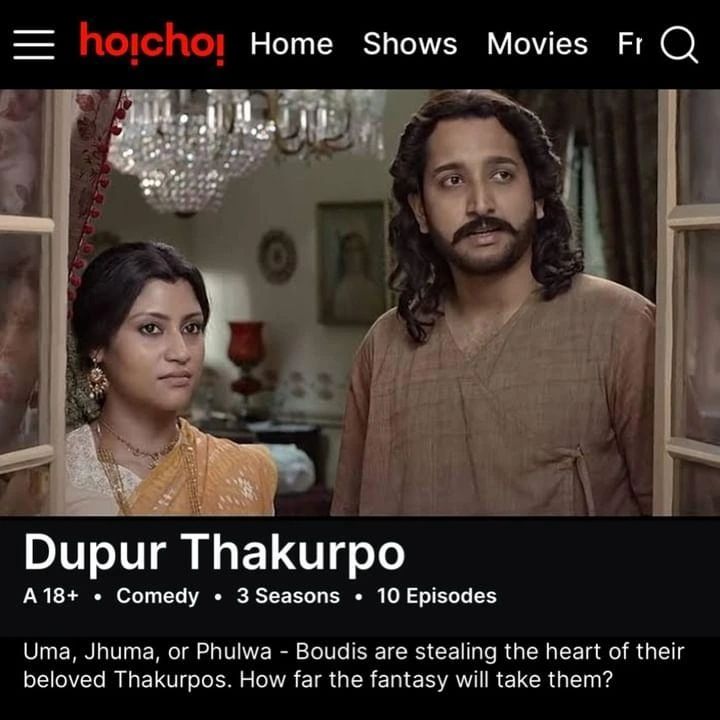 hoichoi Home Shows Movies Fr
Dupur Thakurpo
A 18+ • Comedy • 3 Seasons • 10 Episodes
Uma, Jhuma, or Phulwa - Boudis are stealing the heart of their
beloved Thakurpos. How far the fantasy will take them?